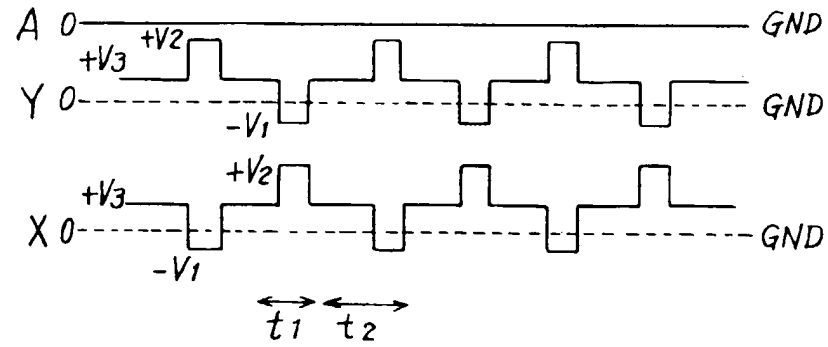 A 0 GND
+V2
+V3
Y 0 GND
-V1
+V2
+V3
X 0 GND
-V1
t1 t2